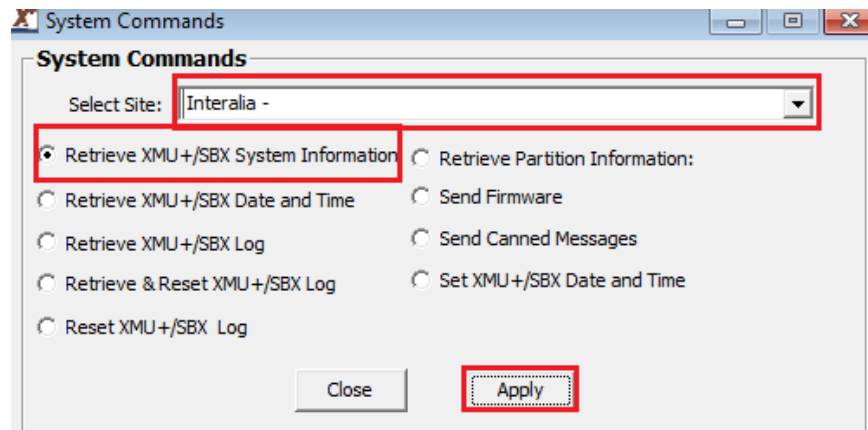 System Commands
System Commands
Select Site: Interalia -
Retrieve XMU+/SBX System Information
Retrieve Partition Information:
Retrieve XMU+/SBX Date and Time
Send Firmware
Retrieve XMU+/SBX Log
Send Canned Messages
Retrieve & Reset XMU+/SBX Log
Set XMU+/SBX Date and Time
Reset XMU+/SBX Log
Close
Apply